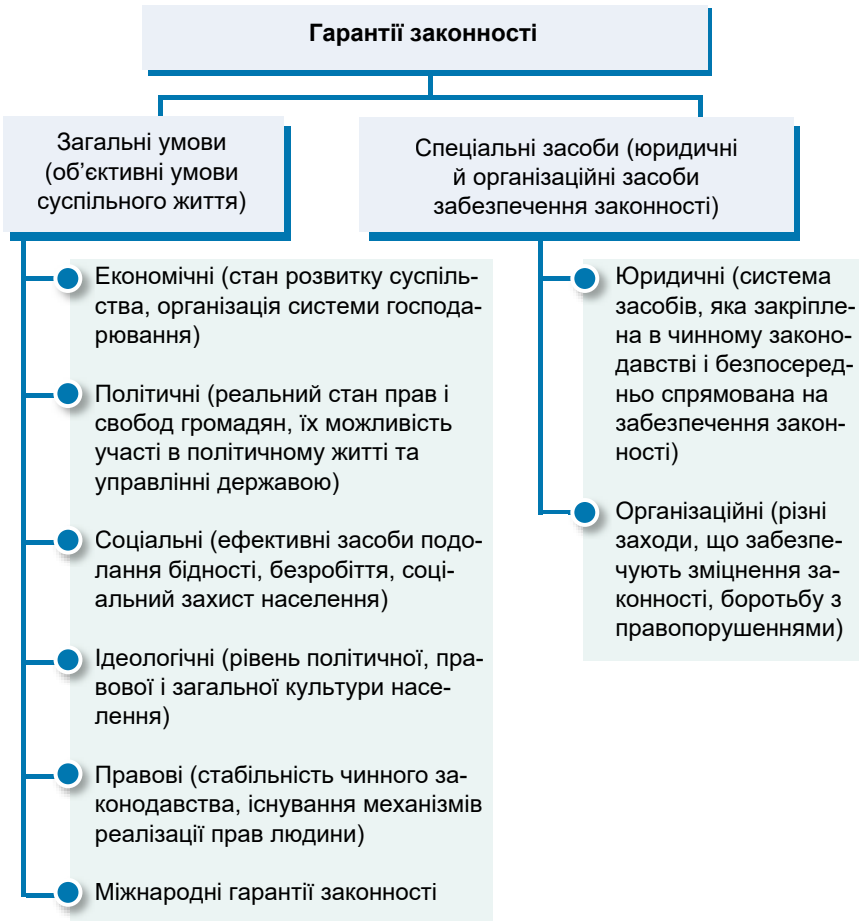 Гарантії законності
Загальні умови
(об’єктивні умови
суспільного життя)
Спеціальні засоби (юридичні
й організаційні засоби
забезпечення законності)
Економічні (стан розвитку суспіль-
ства, організація системи господа-
рювання)
Політичні (реальний стан прав і
свобод громадян, їх можливість
участі в політичному житті та
управлінні державою)
Соціальні (ефективні засоби подо-
лання бідності, безробіття, соці-
альний захист населення)
Ідеологічні (рівень політичної, пра-
вової і загальної культури насе-
лення)
Правові (стабільність чинного за-
конодавства, існування механізмів
реалізації прав людини)
Міжнародні гарантії законності
Юридичні (система
засобів, яка закріпле-
на в чинному законо-
давстві і безпосеред-
ньо спрямована на
забезпечення закон-
ності)
Організаційні (різні
заходи, що забезпе-
чують зміцнення за-
конності, боротьбу з
правопорушеннями)